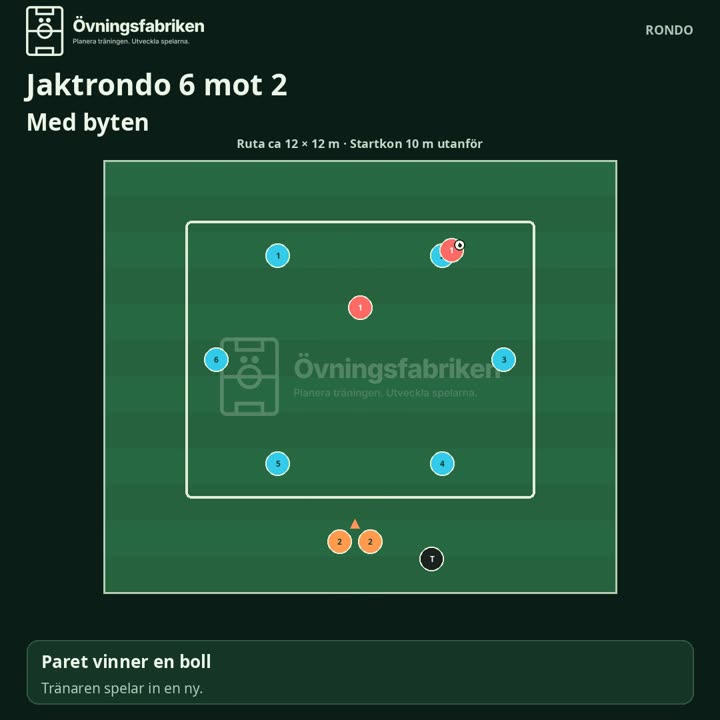 Övningsfabriken
Planera träningen. Utveckla spelarna.
RONDO
Jaktrondo 6 mot 2
Med byten
Ruta ca 12 × 12 m · Startkon 10 m utanför
1
1
1
6
Övningsfabriken
3
Planera träningen. Utveckla spelarna.
5
4
2
2
T
Paret vinner en boll
Tränaren spelar in en ny.